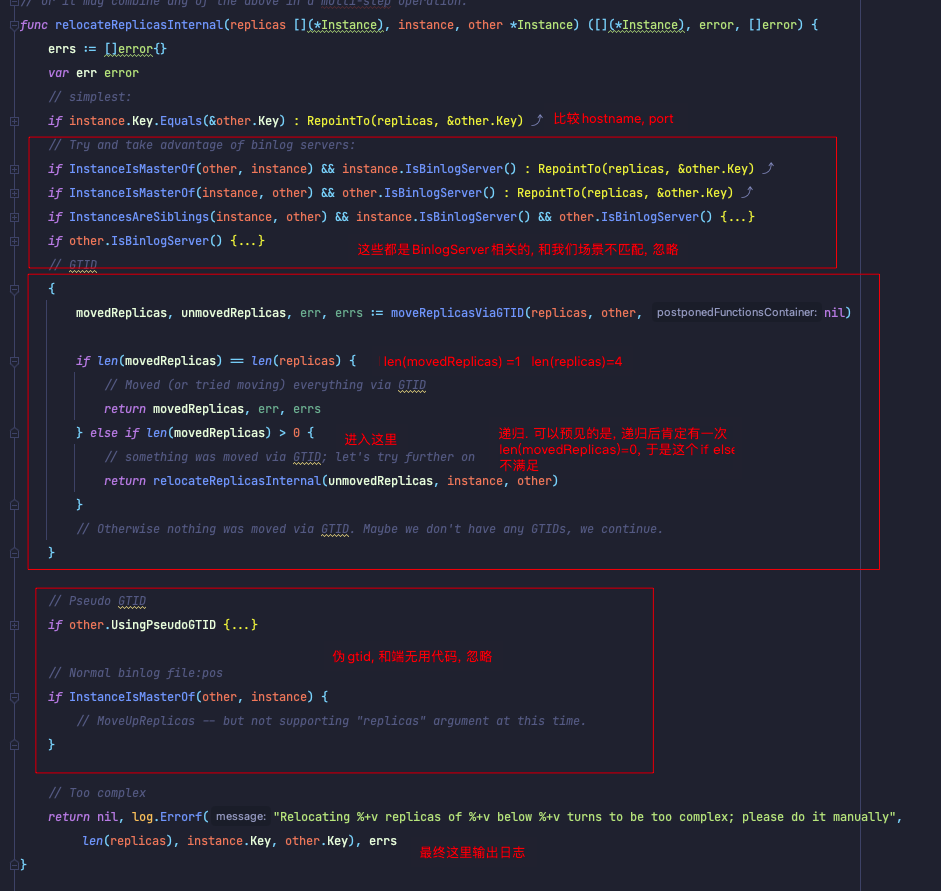 // or it may combine any of the above in a multi-step operation.
func relocateReplicasInternal(replicas [](*Instance), instance, other *Instance) ([](*Instance), error, []error) {
errs := []error{}
var err error
// simplest:
if instance.Key.Equals(&other.Key) : RepointTo(replicas, &other.Key) ⤴ 比较hostname, port
// Try and take advantage of binlog servers:
if InstanceIsMasterOf(other, instance) && instance.IsBinlogServer() : RepointTo(replicas, &other.Key) ⤴
if InstanceIsMasterOf(instance, other) && other.IsBinlogServer() : RepointTo(replicas, &other.Key) ⤴
if InstancesAreSiblings(instance, other) && instance.IsBinlogServer() && other.IsBinlogServer() {...}
if other.IsBinlogServer() {...}
这些都是BinlogServer相关的, 和我们场景不匹配, 忽略
// GTID
{
movedReplicas, unmovedReplicas, err, errs := moveReplicasViaGTID(replicas, other, postponedFunctionsContainer: nil)
if len(movedReplicas) == len(replicas) { len(movedReplicas) =1 len(replicas)=4
// Moved (or tried moving) everything via GTID
return movedReplicas, err, errs
} else if len(movedReplicas) > 0 { 进入这里 递归. 可以预见的是, 递归后肯定有一次
len(movedReplicas)=0, 于是这个if else
// something was moved via GTID; let's try further on 不满足
return relocateReplicasInternal(unmovedReplicas, instance, other)
}
// Otherwise nothing was moved via GTID. Maybe we don't have any GTIDs, we continue.
}
// Pseudo GTID
if other.UsingPseudoGTID {...}
伪gtid, 和端无用代码, 忽略
// Normal binlog file:pos
if InstanceIsMasterOf(other, instance) {
// MoveUpReplicas -- but not supporting "replicas" argument at this time.
}
// Too complex
return nil, log.Errorf( message: "Relocating %+v replicas of %+v below %+v turns to be too complex; please do it manually",
len(replicas), instance.Key, other.Key), errs
最终这里输出日志
}